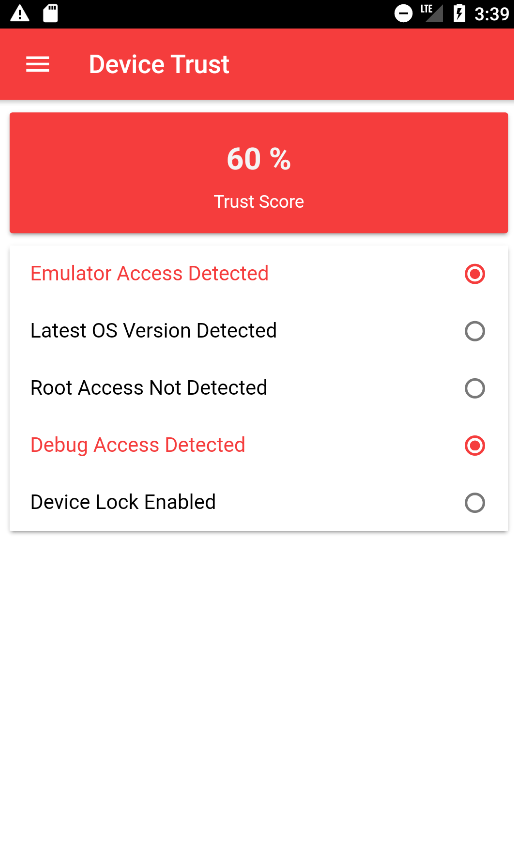 LTE 3:39
Device Trust
60 %
Trust Score
Emulator Access Detected
Latest OS Version Detected
Root Access Not Detected
Debug Access Detected
Device Lock Enabled